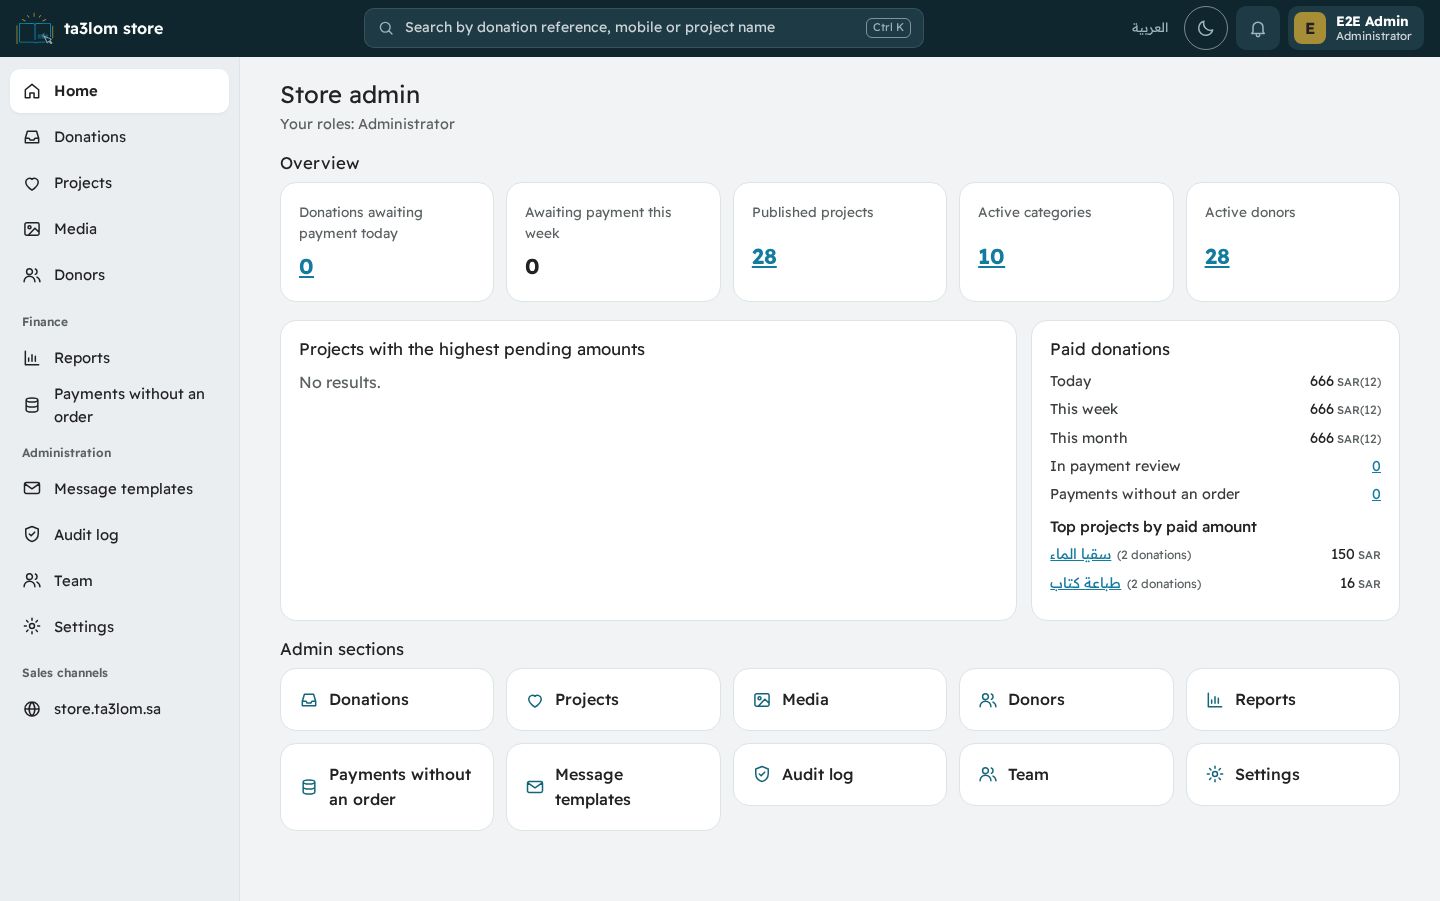 ta3lom store
Search by donation reference, mobile or project name
Ctrl K
العربية
E
E2E Admin
Administrator
Home
Donations
Projects
Media
Donors
Finance
Reports
Payments without an
order
Administration
Message templates
Audit log
Team
Settings
Sales channels
store.ta3lom.sa
Store admin
Your roles: Administrator
Overview
Donations awaiting
payment today
0
Awaiting payment this
week
0
Published projects
28
Active categories
10
Active donors
28
Projects with the highest pending amounts
No results.
Paid donations
Today 666 SAR(12)
This week 666 SAR(12)
This month 666 SAR(12)
In payment review 0
Payments without an order 0
Top projects by paid amount
سقيا الماء (2 donations) 150 SAR
طباعة كتاب (2 donations) 16 SAR
Admin sections
Donations
Projects
Media
Donors
Reports
Payments without
an order
Message
templates
Audit log
Team
Settings